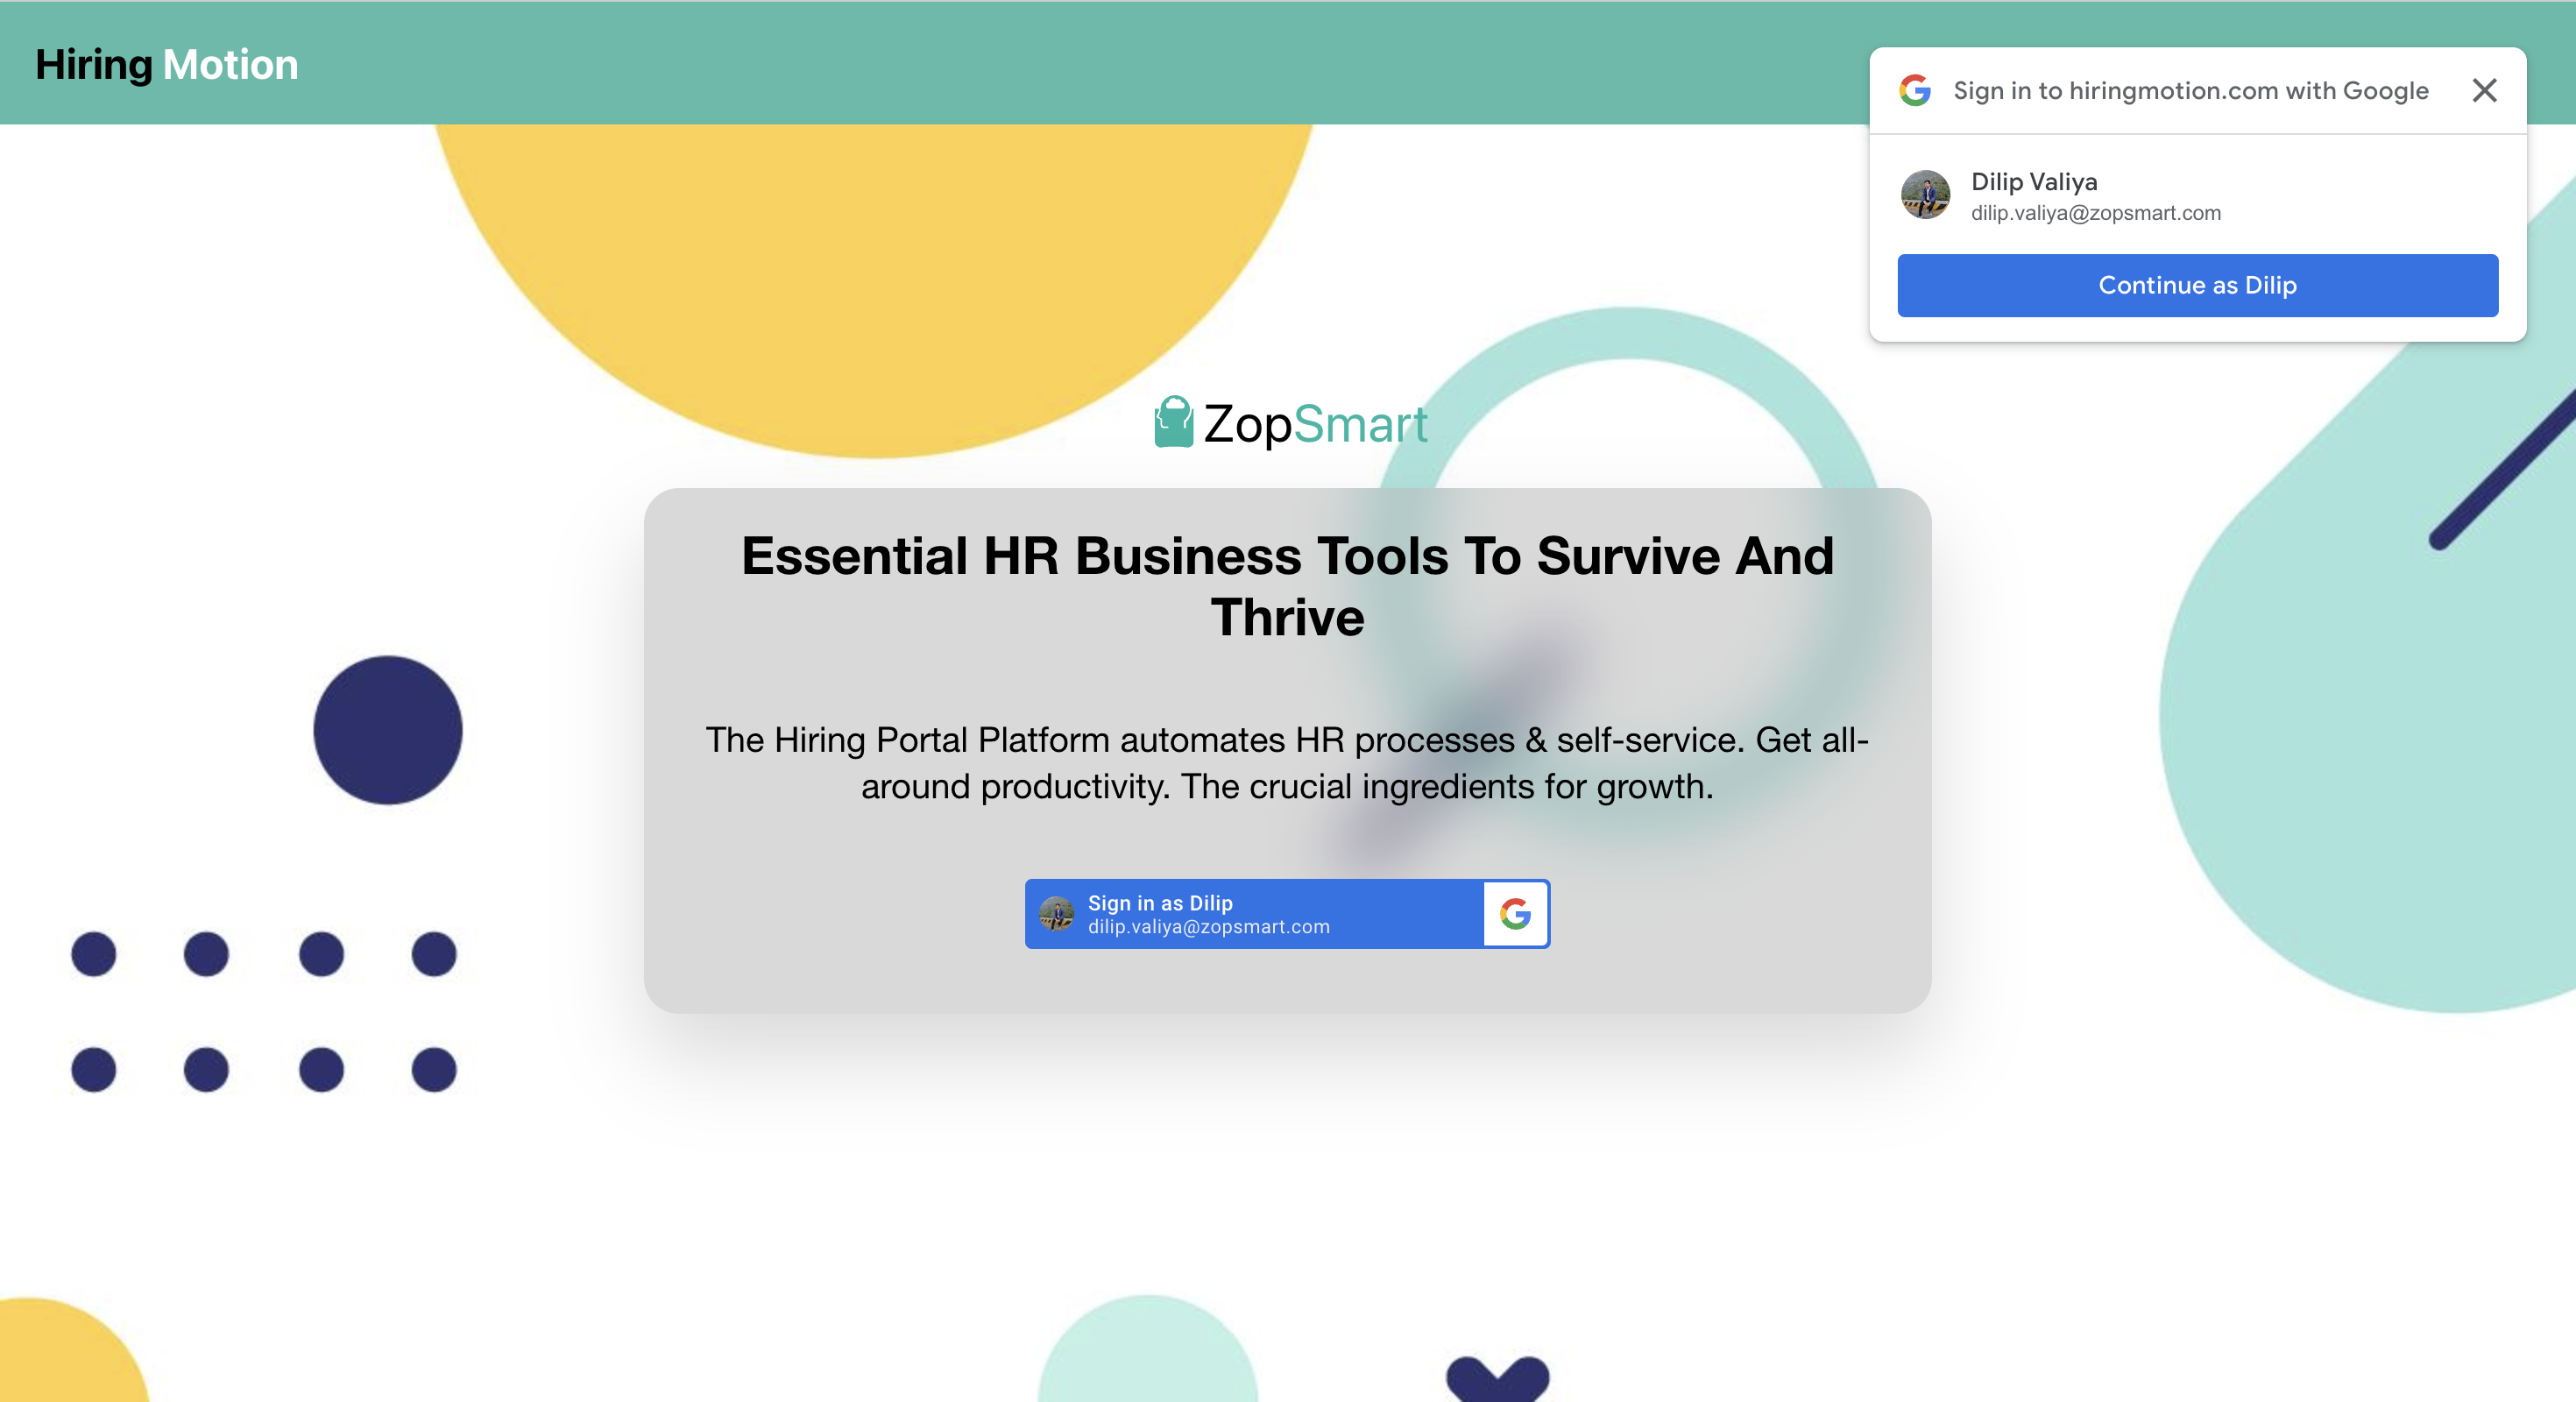 Hiring Motion
Sign in to hiringmotion.com with Google
Dilip Valiya
dilip.valiya@zopsmart.com
Continue as Dilip
ZopSmart
Essential HR Business Tools To Survive And
Thrive
The Hiring Portal Platform automates HR processes & self-service. Get all-
around productivity. The crucial ingredients for growth.
Sign in as Dilip
dilip.valiya@zopsmart.com